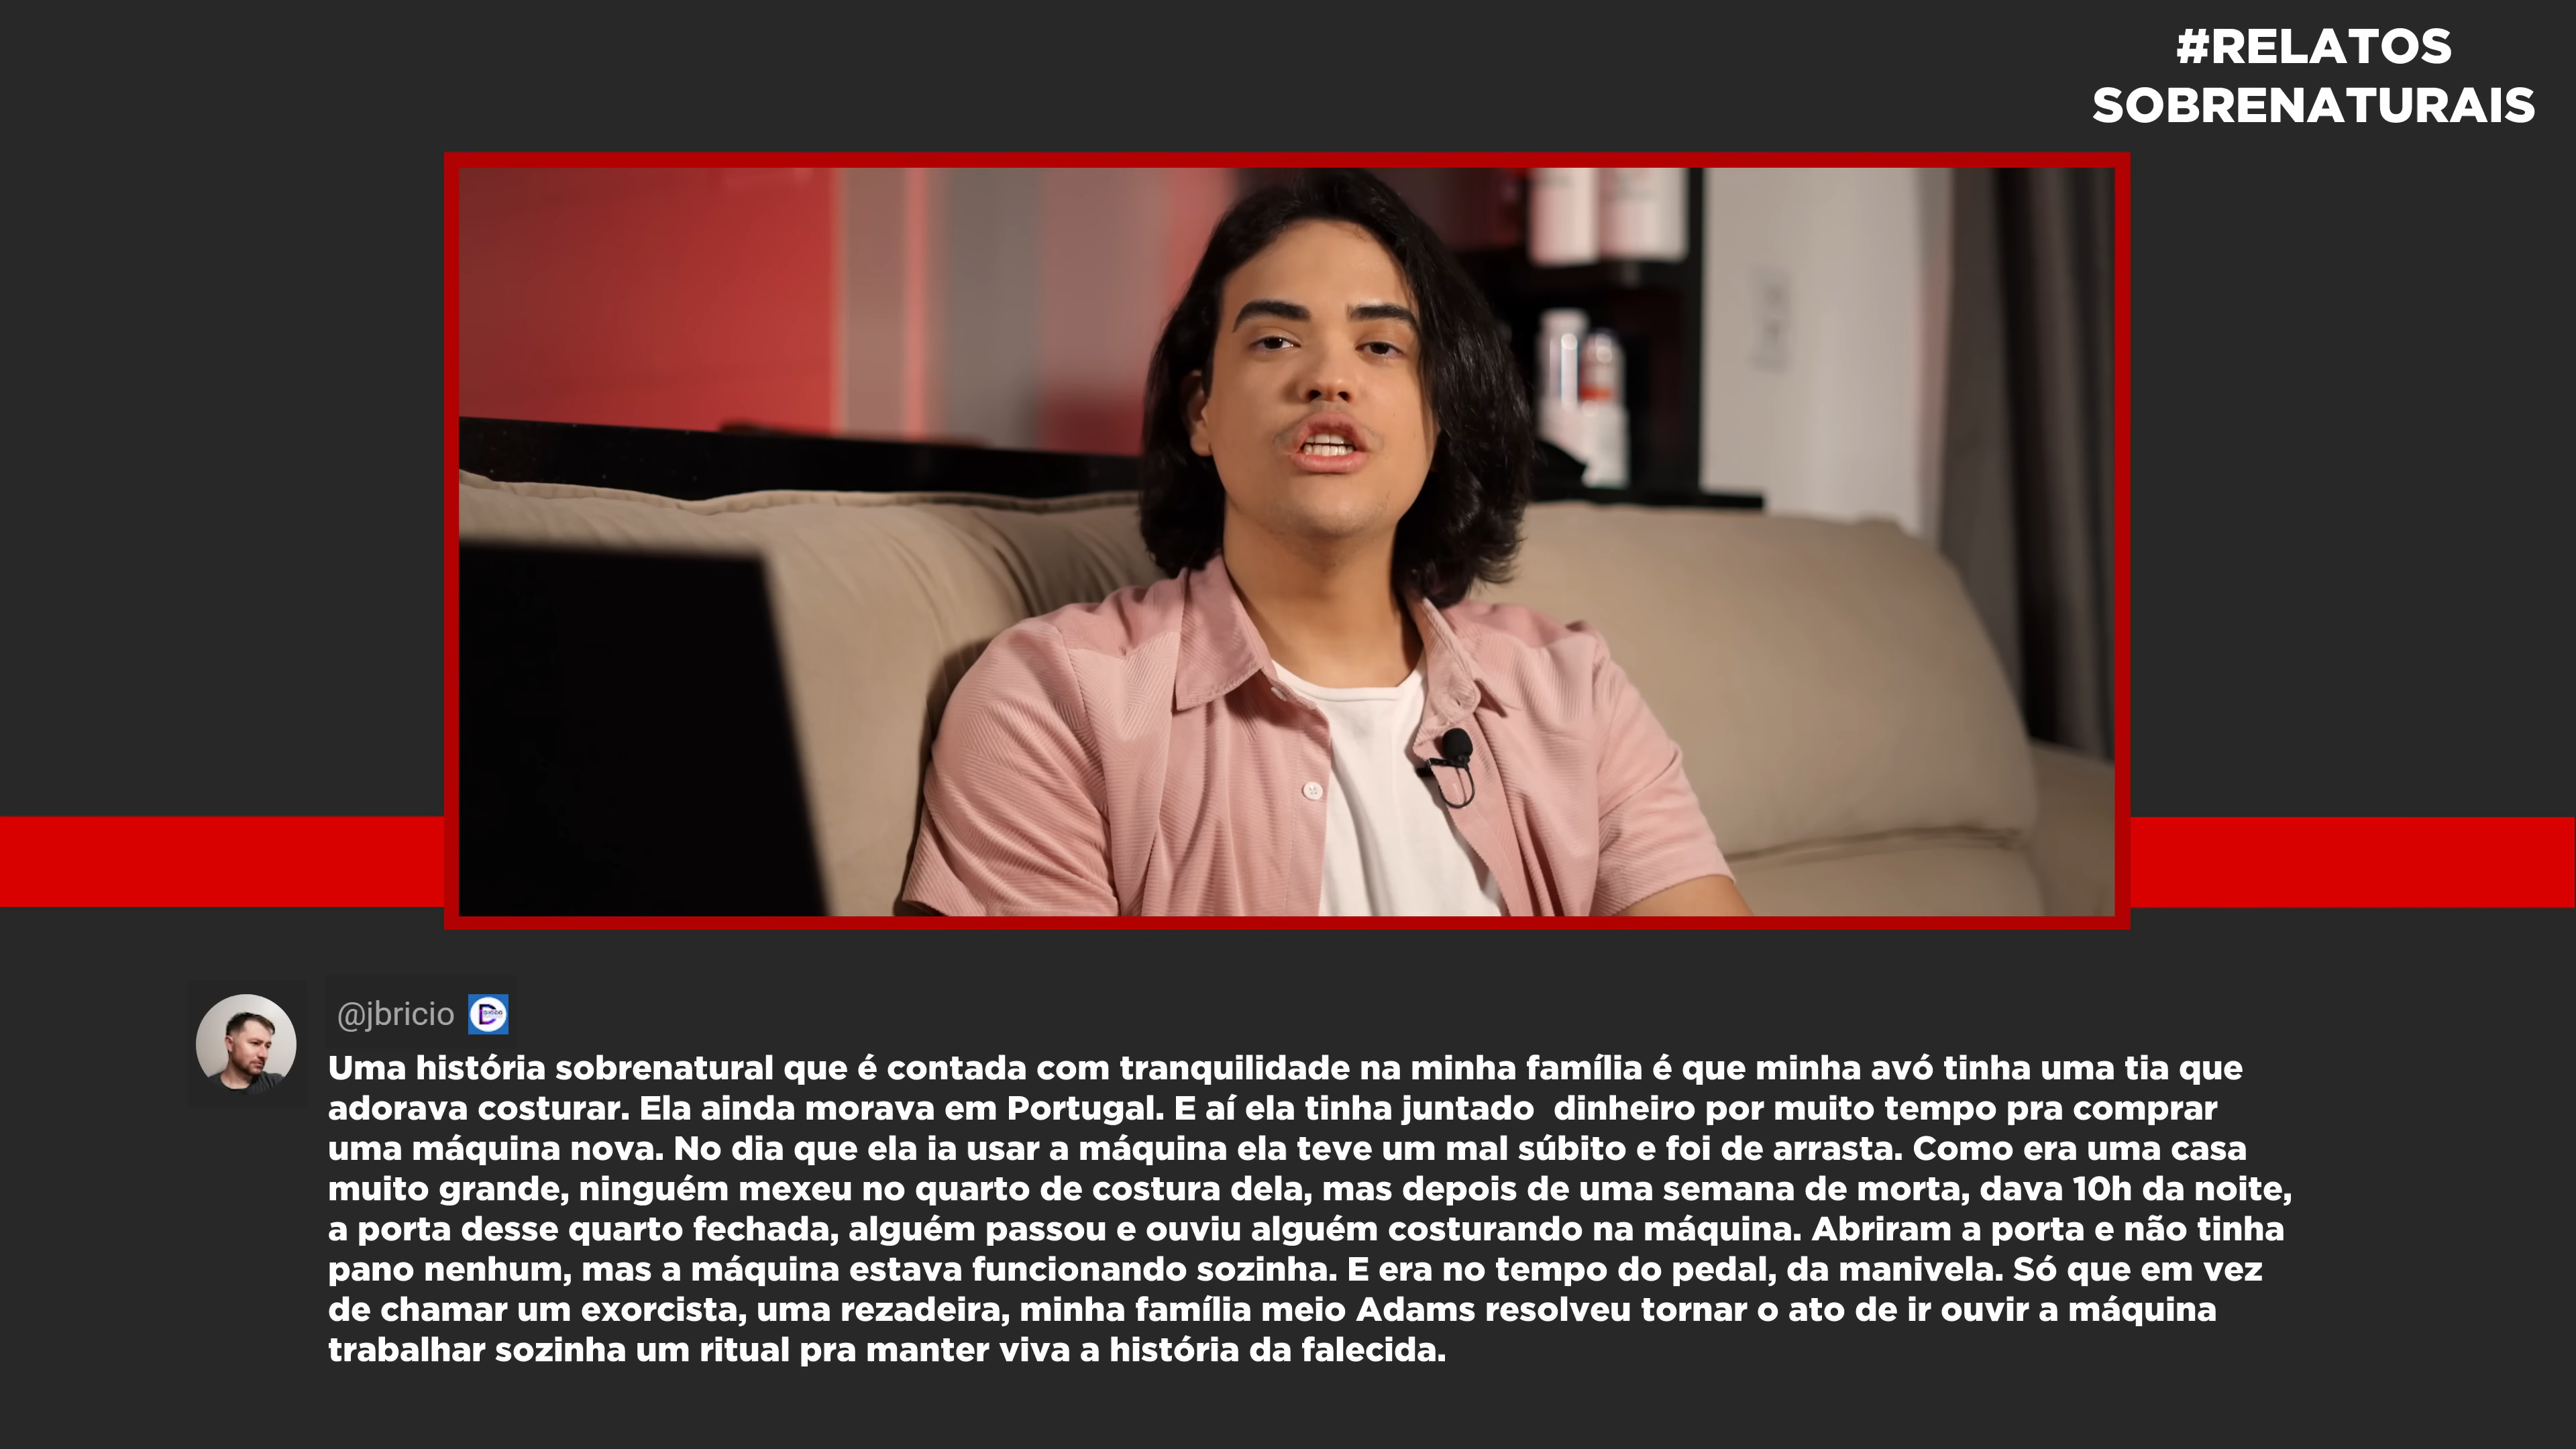 #RELATOS
SOBRENATURAIS
@jbricio
Uma história sobrenatural que é contada com tranquilidade na minha família é que minha avó tinha uma tia que
adorava costurar. Ela ainda morava em Portugal. E aí ela tinha juntado  dinheiro por muito tempo pra comprar
uma máquina nova. No dia que ela ia usar a máquina ela teve um mal súbito e foi de arrasta. Como era uma casa
muito grande, ninguém mexeu no quarto de costura dela, mas depois de uma semana de morta, dava 10h da noite,
a porta desse quarto fechada, alguém passou e ouviu alguém costurando na máquina. Abriram a porta e não tinha
pano nenhum, mas a máquina estava funcionando sozinha. E era no tempo do pedal, da manivela. Só que em vez
de chamar um exorcista, uma rezadeira, minha família meio Adams resolveu tornar o ato de ir ouvir a máquina
trabalhar sozinha um ritual pra manter viva a história da falecida.